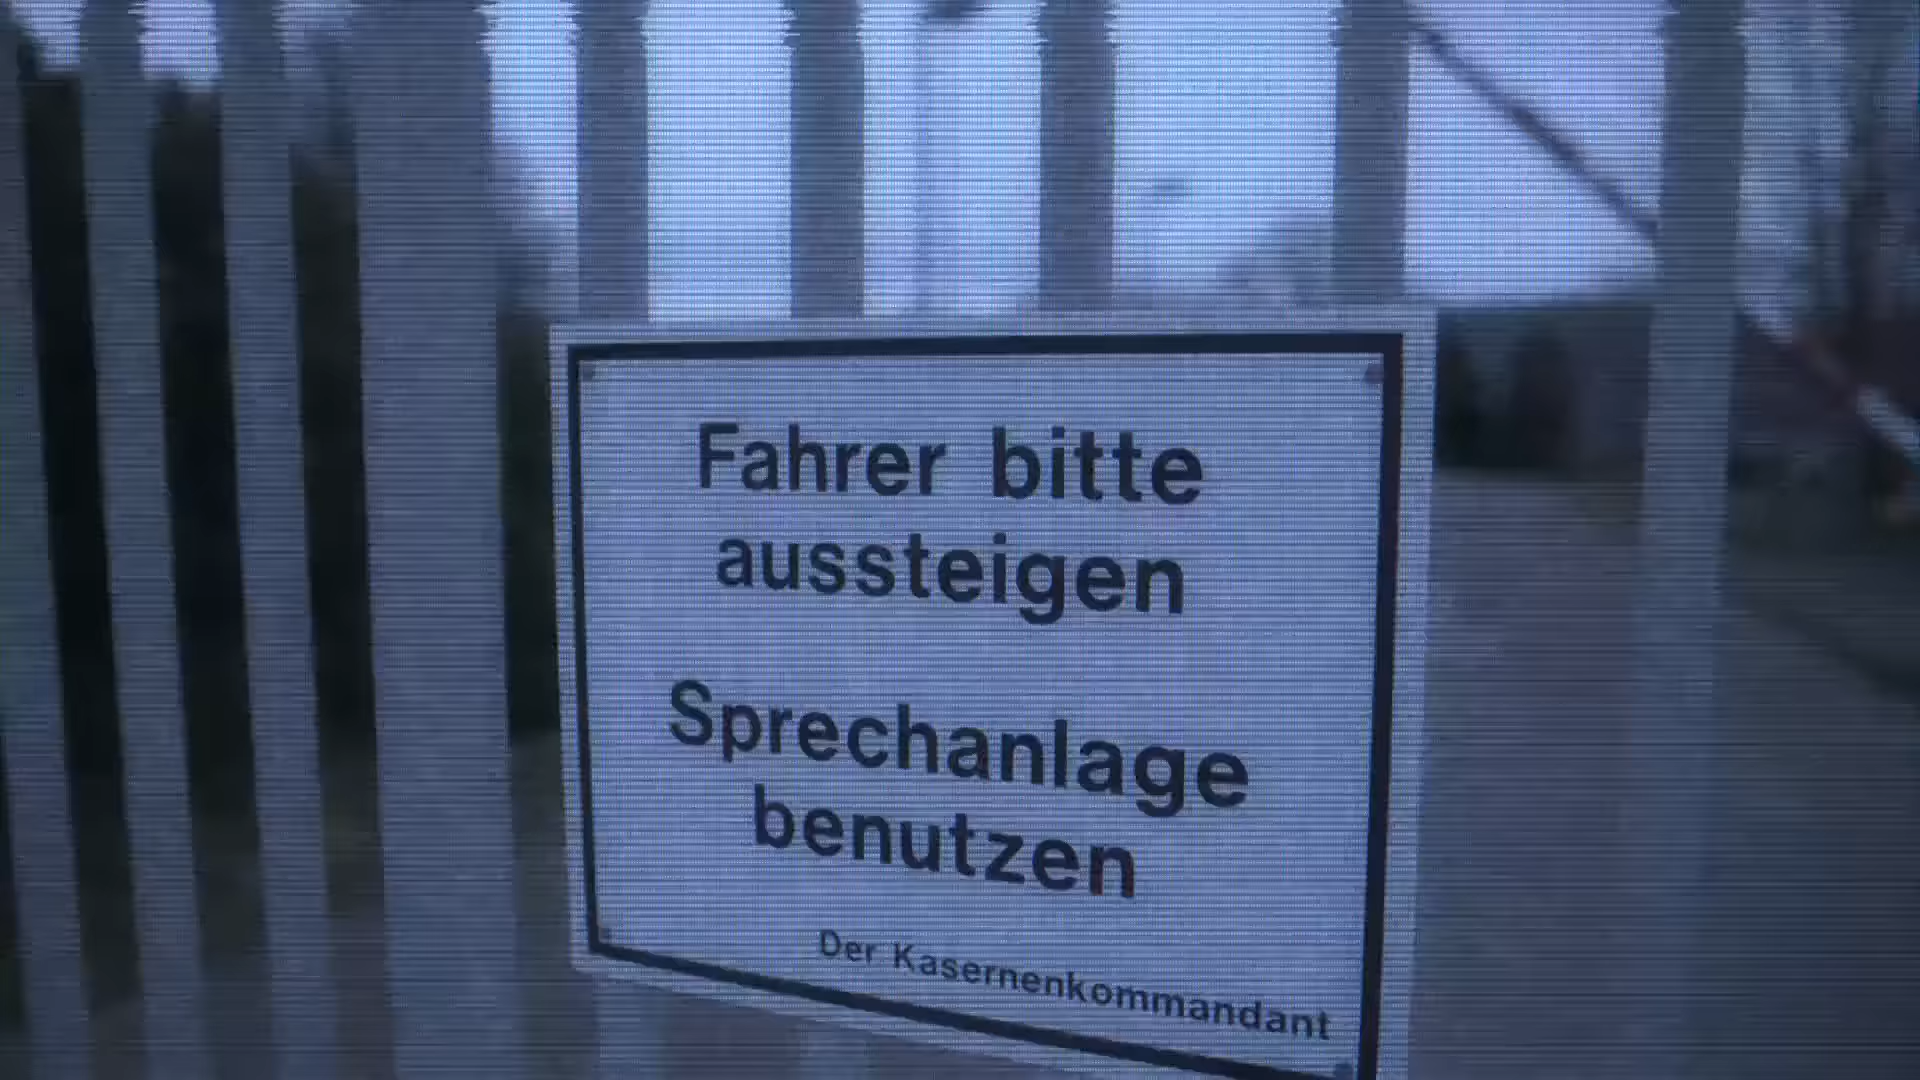 Fahrer bitte
aussteigen
Sprechanlage
benutzen
Der Kasernenkommandant